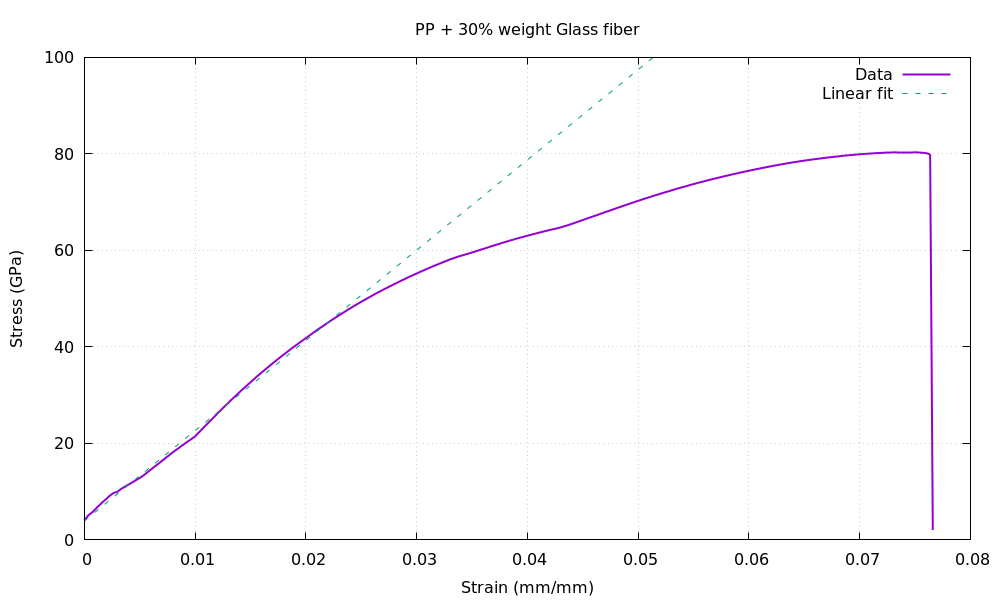 PP + 30% weight Glass fiber
Data
Linear fit
Stress (GPa)
100
80
60
40
20
0
0 0.01 0.02 0.03 0.04 0.05 0.06 0.07 0.08
Strain (mm/mm)